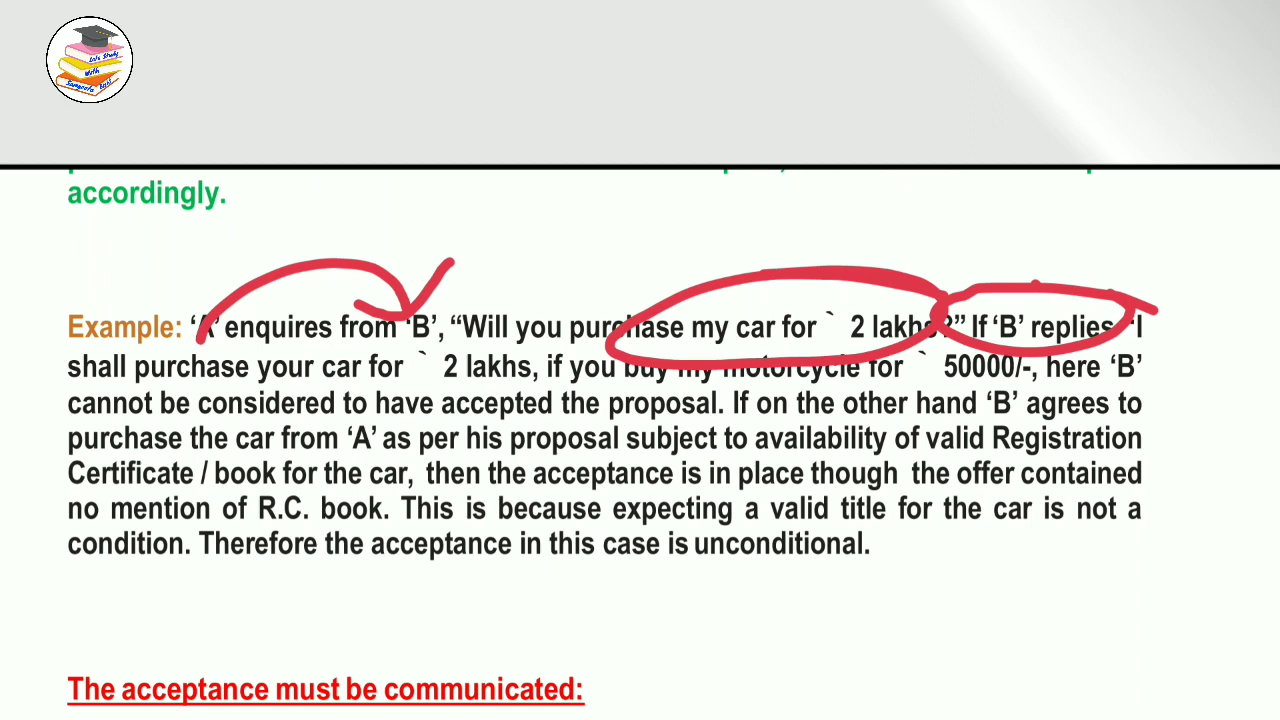 Let's Study
With
accordingly.
Example: ‘A’ enquires from ‘B’, “Will you purchase my car for ` 2 lakhs?” If ‘B’ replies “I
shall purchase your car for ` 2 lakhs, if you buy my motorcycle for ` 50000/-, here ‘B’
cannot be considered to have accepted the proposal. If on the other hand ‘B’ agrees to
purchase the car from ‘A’ as per his proposal subject to availability of valid Registration
Certificate / book for the car, then the acceptance is in place though the offer contained
no mention of R.C. book. This is because expecting a valid title for the car is not a
condition. Therefore the acceptance in this case is unconditional.
The acceptance must be communicated: